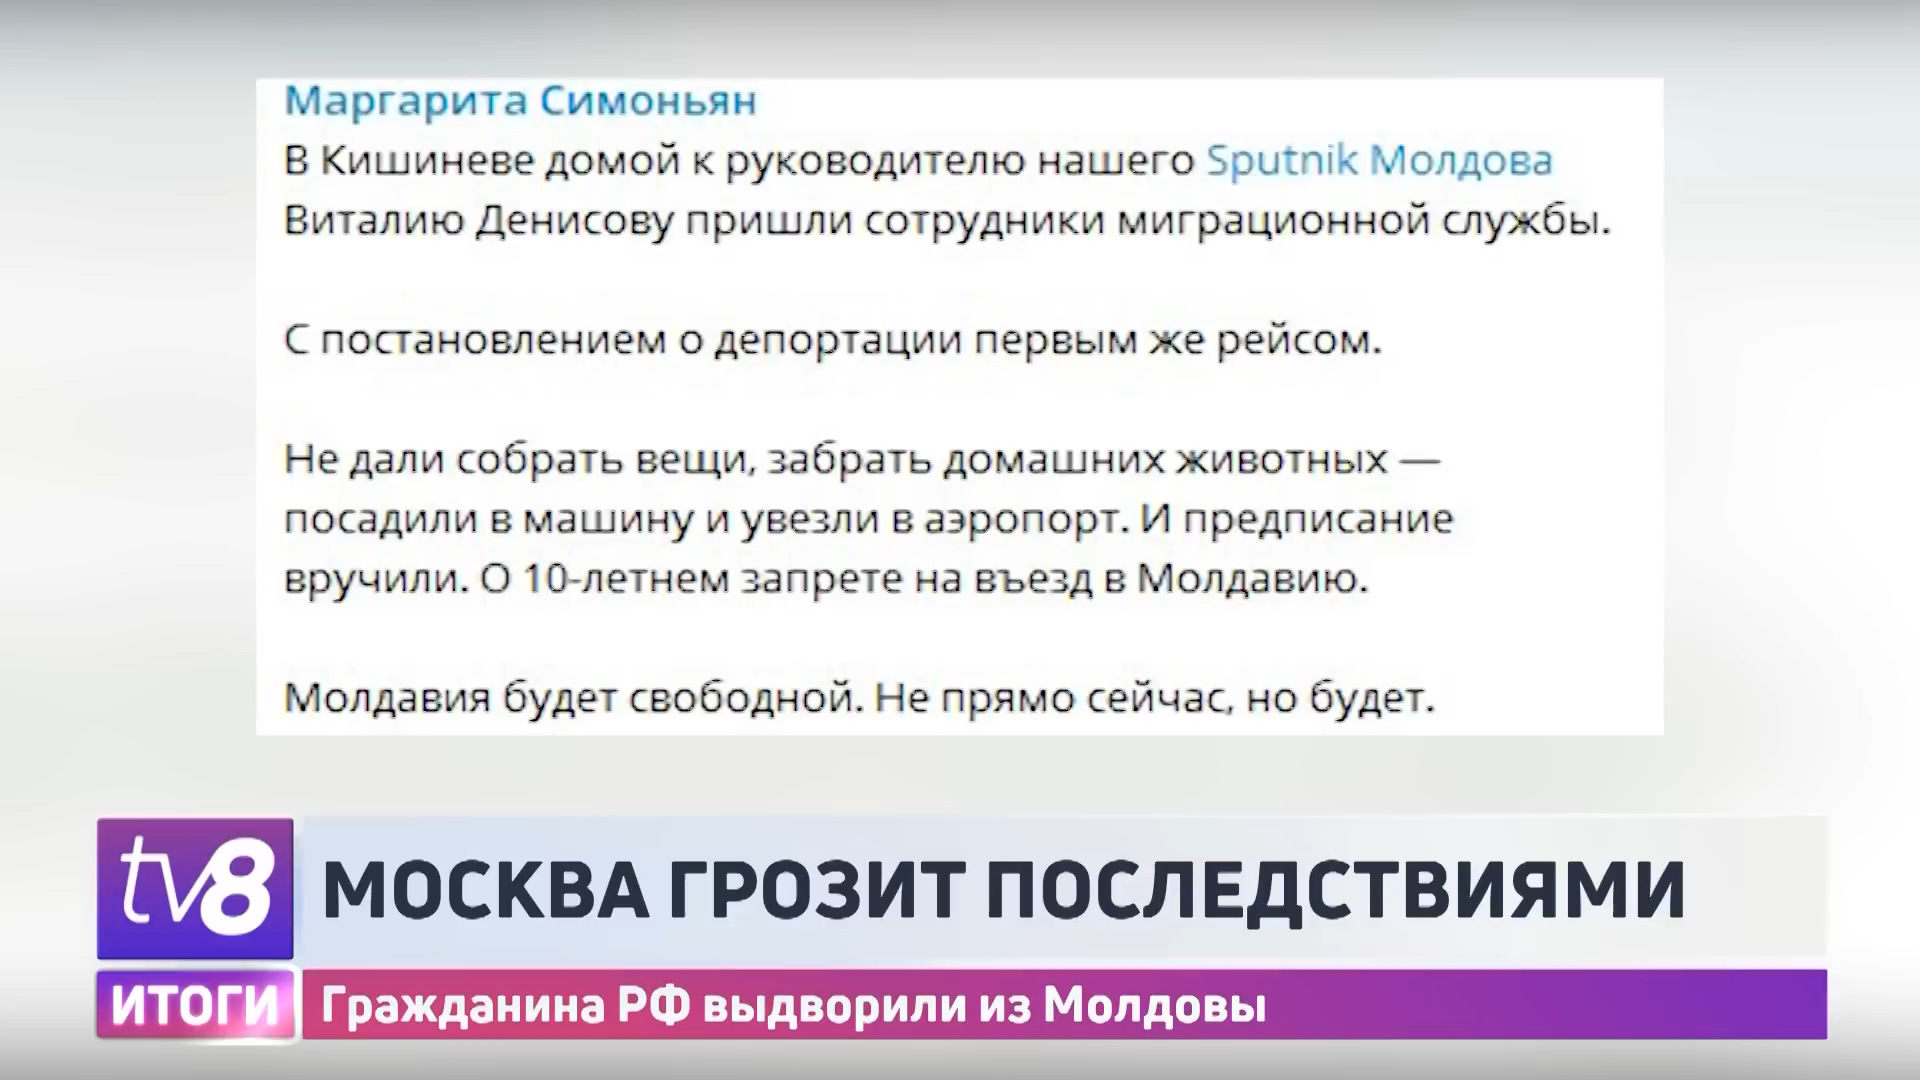 Маргарита Симоньян
В Кишиневе домой к руководителю нашего Sputnik Молдова
Виталию Денисову пришли сотрудники миграционной службы.
С постановлением о депортации первым же рейсом.
Не дали собрать вещи, забрать домашних животных —
посадили в машину и увезли в аэропорт. И предписание
вручили. О 10-летнем запрете на въезд в Молдавию.
Молдавия будет свободной. Не прямо сейчас, но будет.
tv8
МОСКВА ГРОЗИТ ПОСЛЕДСТВИЯМИ
ИТОГИ
Гражданина РФ выдворили из Молдовы